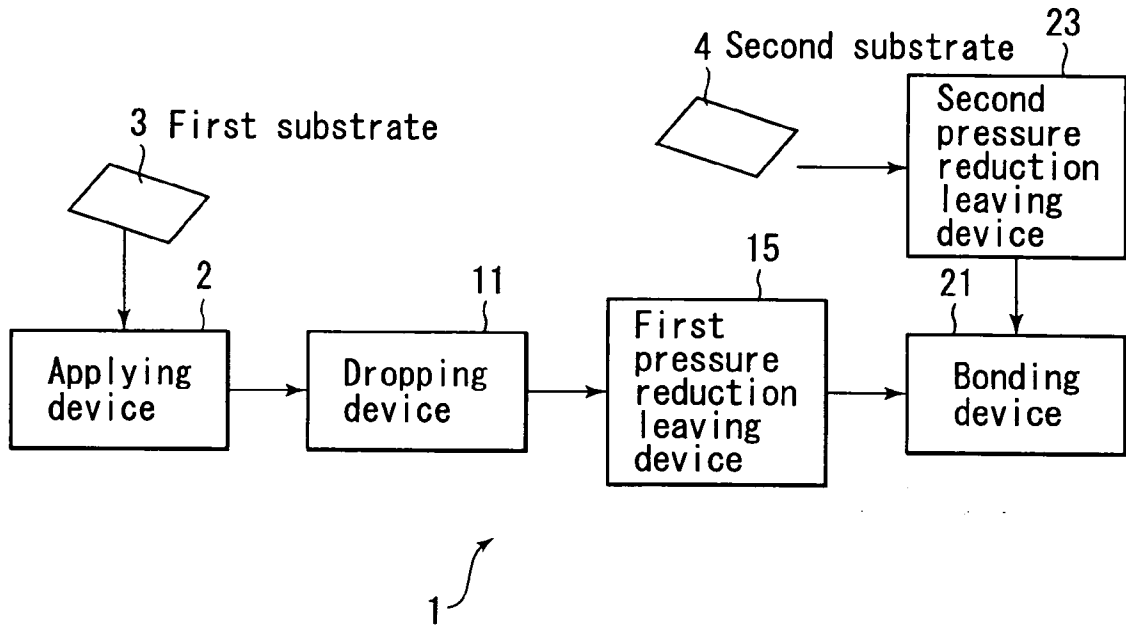 23
4 Second substrate
Second
pressure
reduction
leaving
device
3 First substrate
15
2
11
21
First
pressure
reduction
leaving
device
Applying
device
Dropping
device
Bonding
device
1